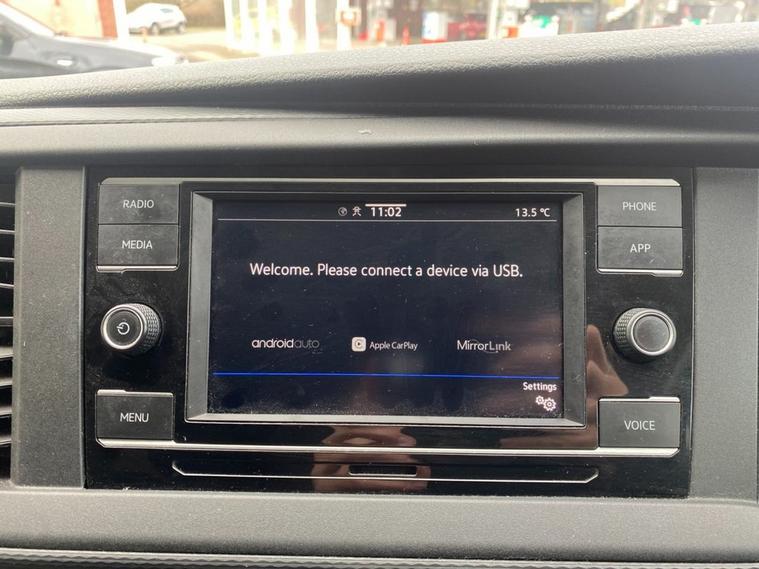 RADIO
MEDIA
MENU
11:02
13.5 °C
Welcome. Please connect a device via USB.
androidauto
Apple CarPlay
MirrorLink
Settings
PHONE
APP
VOICE